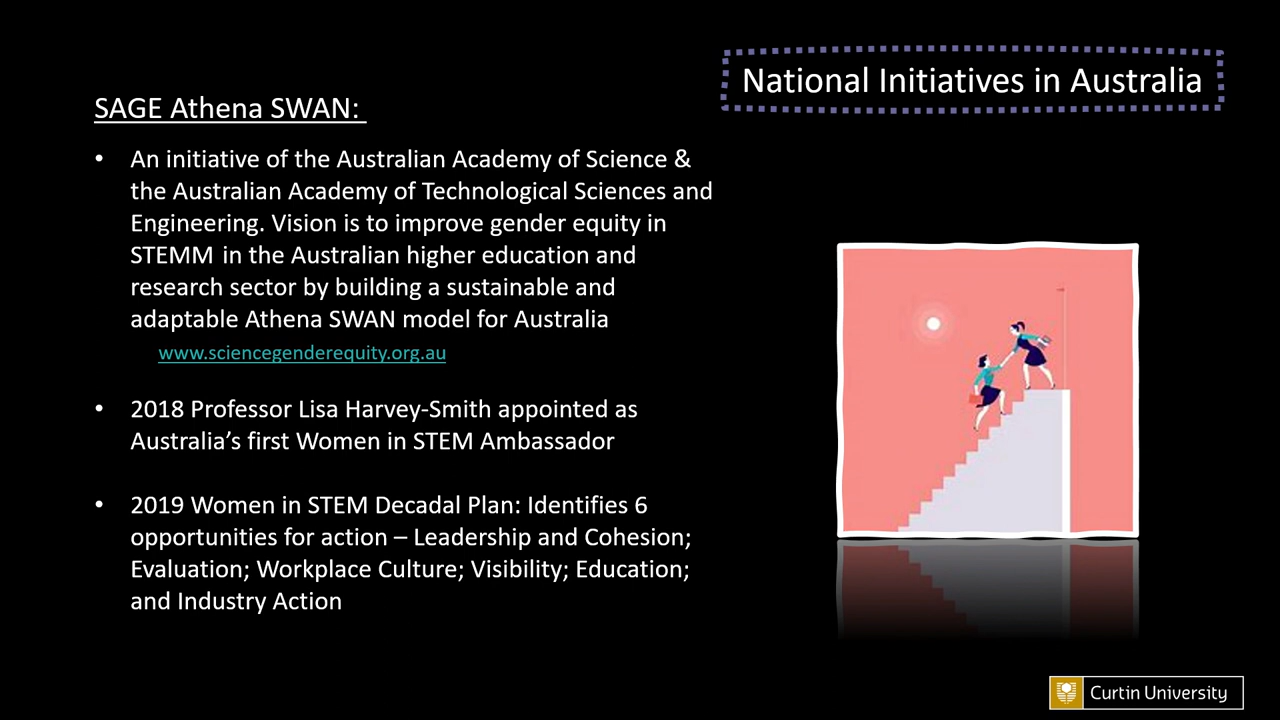 National Initiatives in Australia
SAGE Athena SWAN:
• An initiative of the Australian Academy of Science &
the Australian Academy of Technological Sciences and
Engineering. Vision is to improve gender equity in
STEMM in the Australian higher education and
research sector by building a sustainable and
adaptable Athena SWAN model for Australia
www.sciencegenderequity.org.au
• 2018 Professor Lisa Harvey-Smith appointed as
Australia’s first Women in STEM Ambassador
• 2019 Women in STEM Decadal Plan: Identifies 6
opportunities for action – Leadership and Cohesion;
Evaluation; Workplace Culture; Visibility; Education;
and Industry Action
Curtin University